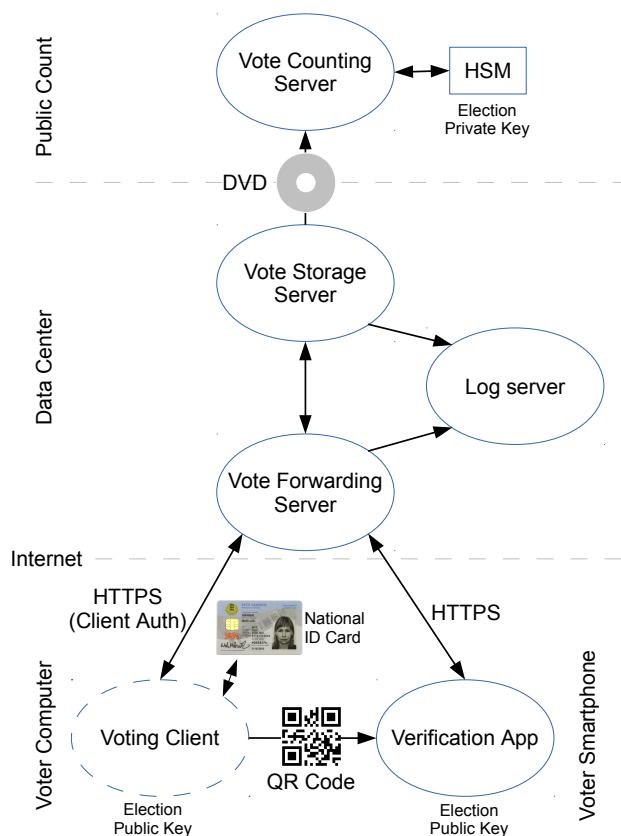 Public Count
Vote Counting
Server
HSM
Election
Private Key
DVD
Data Center
Vote Storage
Server
Log server
Vote Forwarding
Server
Internet
HTTPS
(Client Auth)
National
ID Card
HTTPS
Voter Computer
Voting Client
QR Code
Verification App
Voter Smartphone
Election
Public Key
Election
Public Key